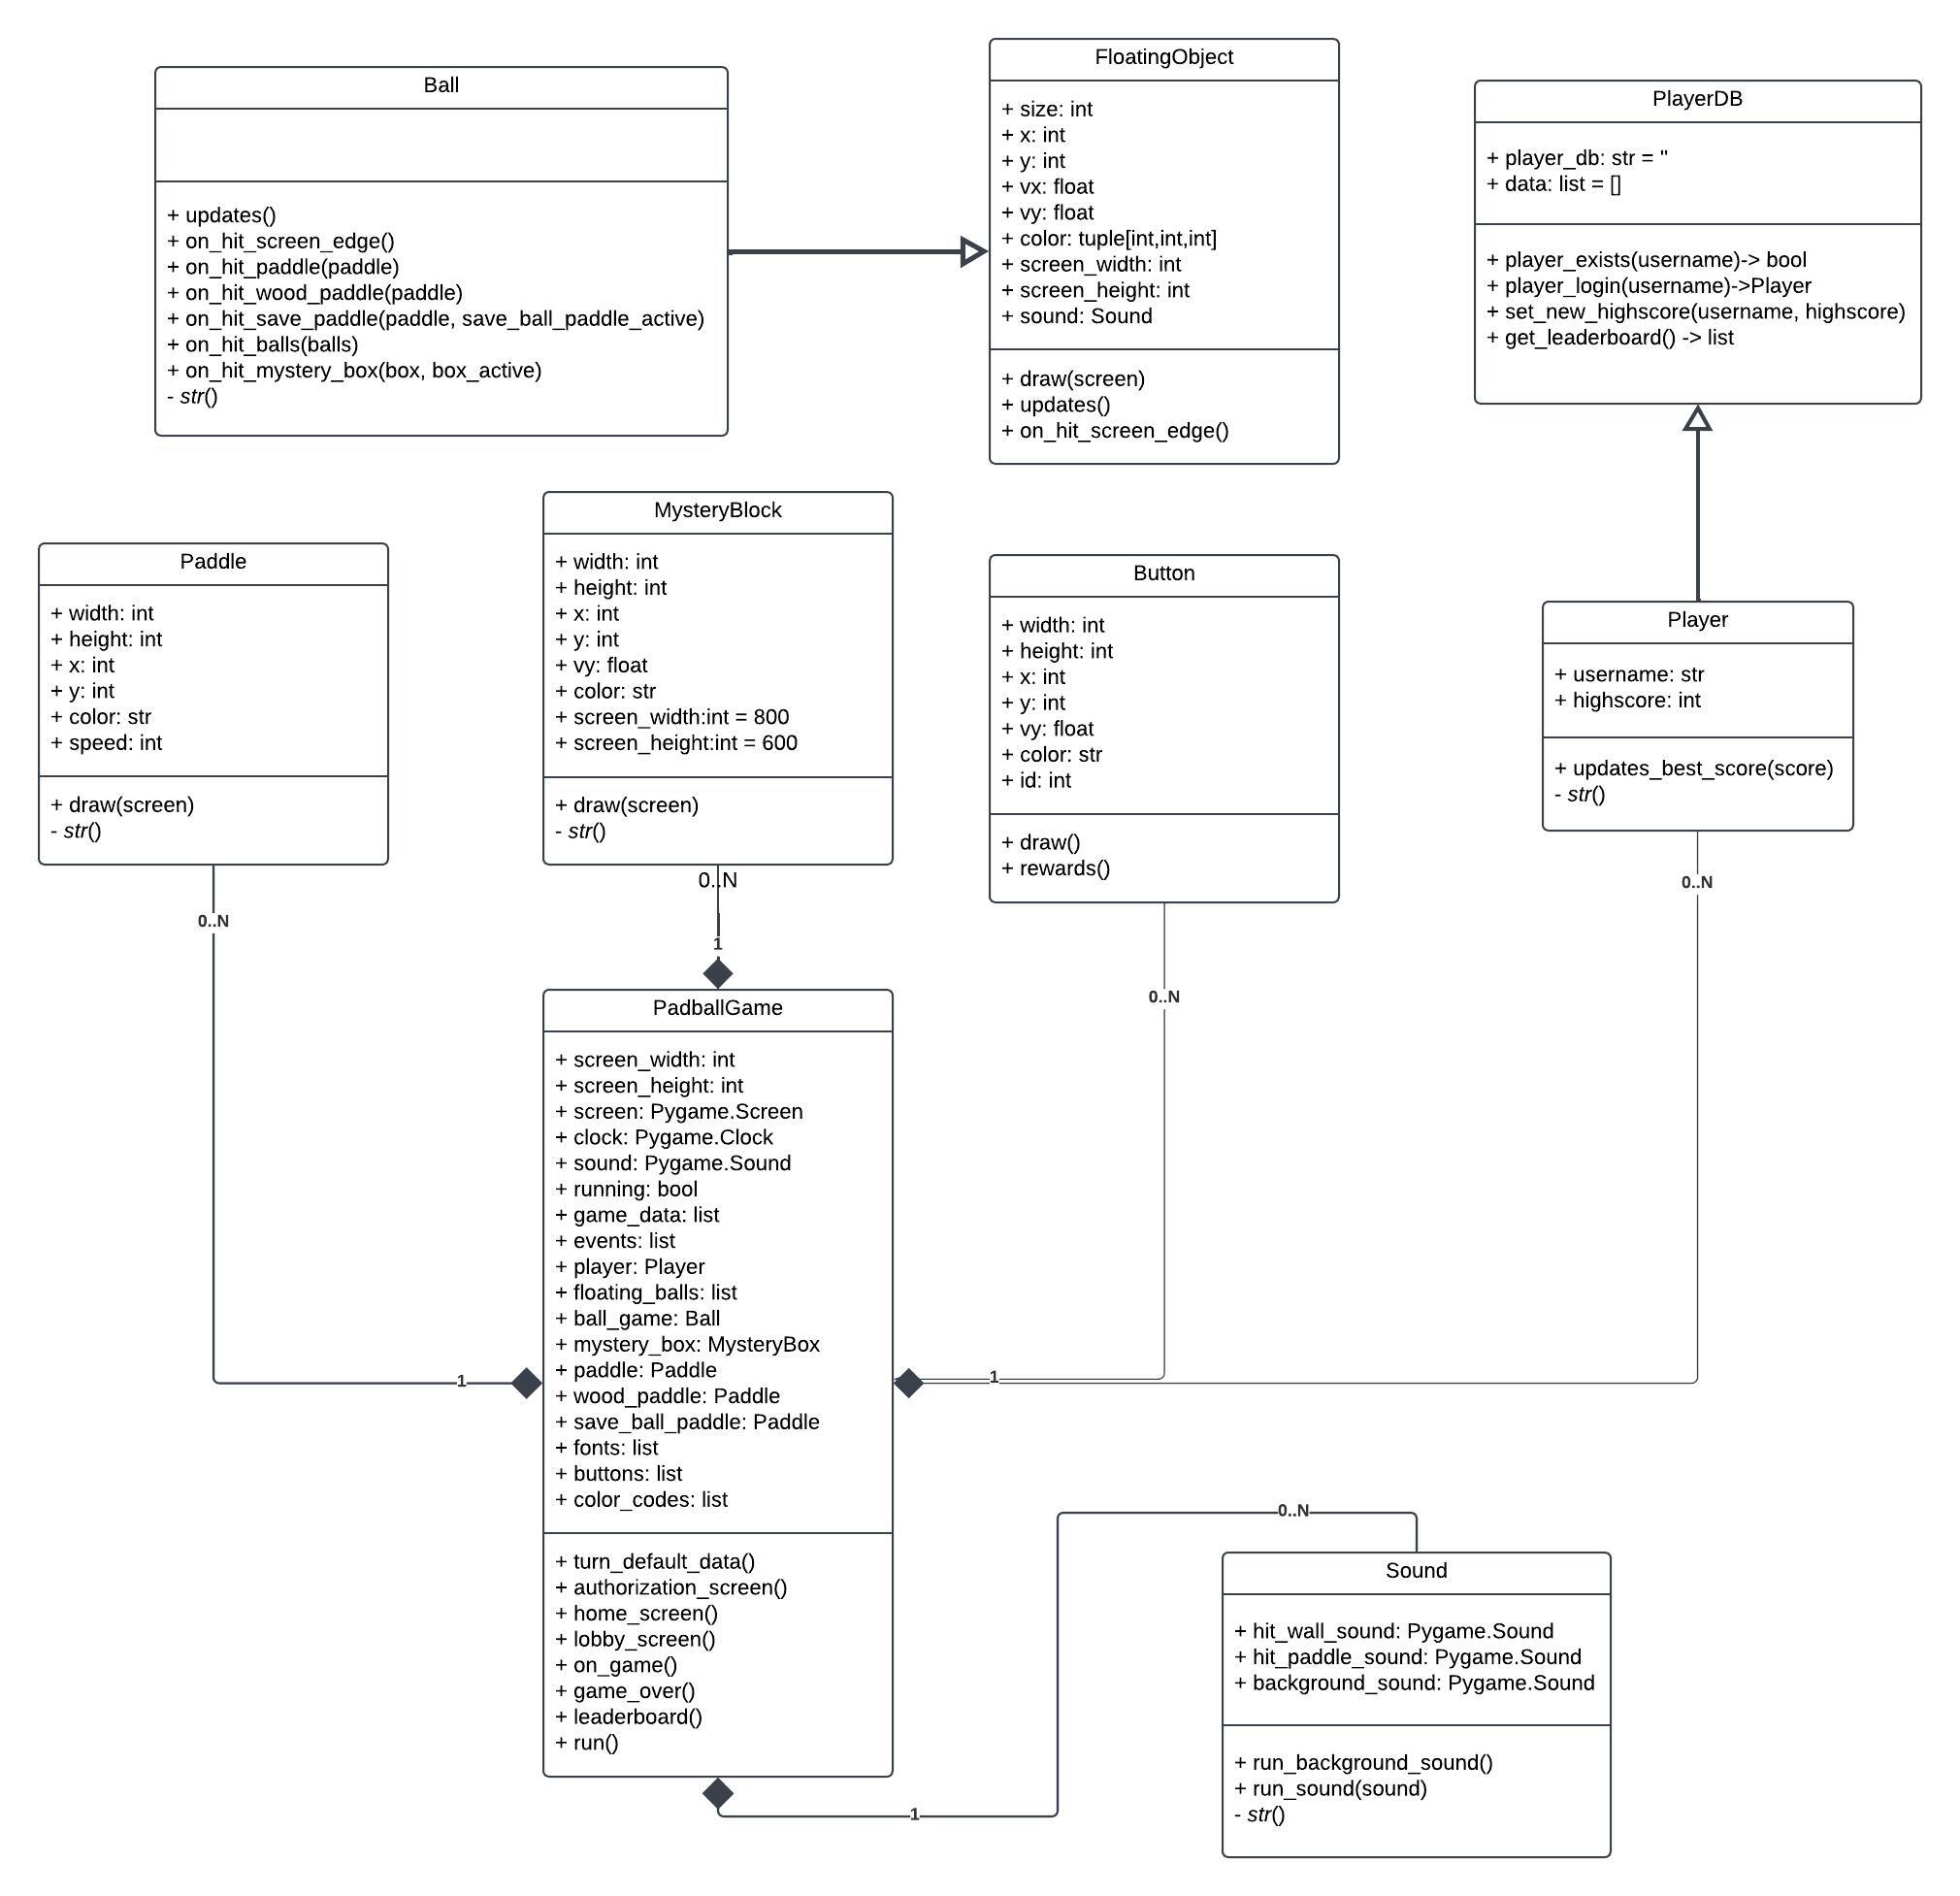 Ball
+ updates()
+ on_hit_screen_edge()
+ on_hit_paddle(paddle)
+ on_hit_wood_paddle(paddle)
+ on_hit_save_paddle(paddle, save_ball_paddle_active)
+ on_hit_balls(balls)
+ on_hit_mystery_box(box, box_active)
- str()
FloatingObject
+ size: int
+ x: int
+ y: int
+ vx: float
+ vy: float
+ color: tuple[int,int,int]
+ screen_width: int
+ screen_height: int
+ sound: Sound
+ draw(screen)
+ updates()
+ on_hit_screen_edge()
PlayerDB
+ player_db: str = ''
+ data: list = []
+ player_exists(username)-> bool
+ player_login(username)->Player
+ set_new_highscore(username, highscore)
+ get_leaderboard() -> list
Paddle
+ width: int
+ height: int
+ x: int
+ y: int
+ color: str
+ speed: int
+ draw(screen)
- str()
0..N
1
MysteryBlock
+ width: int
+ height: int
+ x: int
+ y: int
+ vy: float
+ color: str
+ screen_width:int = 800
+ screen_height:int = 600
+ draw(screen)
- str()
0..N
1
Button
+ width: int
+ height: int
+ x: int
+ y: int
+ vy: float
+ color: str
+ id: int
+ draw()
+ rewards()
0..N
1
Player
+ username: str
+ highscore: int
+ updates_best_score(score)
- str()
0..N
PadballGame
+ screen_width: int
+ screen_height: int
+ screen: Pygame.Screen
+ clock: Pygame.Clock
+ sound: Pygame.Sound
+ running: bool
+ game_data: list
+ events: list
+ player: Player
+ floating_balls: list
+ ball_game: Ball
+ mystery_box: MysteryBox
+ paddle: Paddle
+ wood_paddle: Paddle
+ save_ball_paddle: Paddle
+ fonts: list
+ buttons: list
+ color_codes: list
+ turn_default_data()
+ authorization_screen()
+ home_screen()
+ lobby_screen()
+ on_game()
+ game_over()
+ leaderboard()
+ run()
1
0..N
Sound
+ hit_wall_sound: Pygame.Sound
+ hit_paddle_sound: Pygame.Sound
+ background_sound: Pygame.Sound
+ run_background_sound()
+ run_sound(sound)
- str()